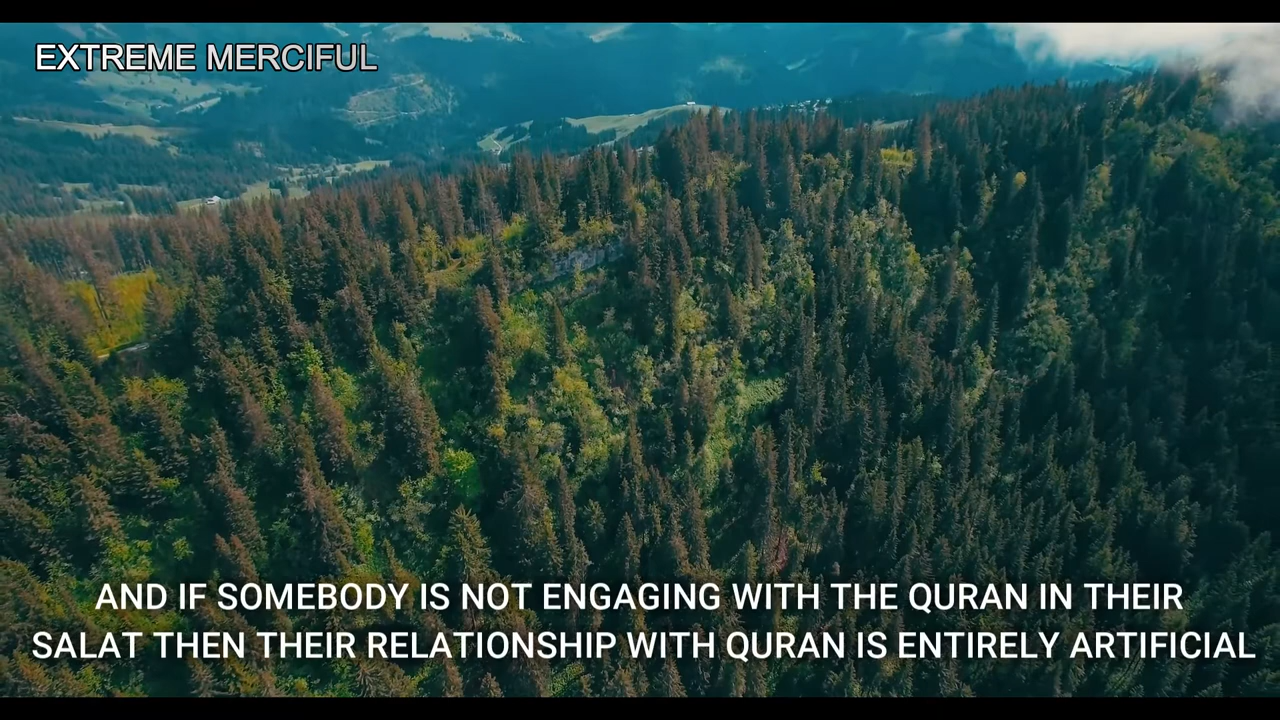 EXTREME MERCIFUL
AND IF SOMEBODY IS NOT ENGAGING WITH THE QURAN IN THEIR
SALAT THEN THEIR RELATIONSHIP WITH QURAN IS ENTIRELY ARTIFICIAL